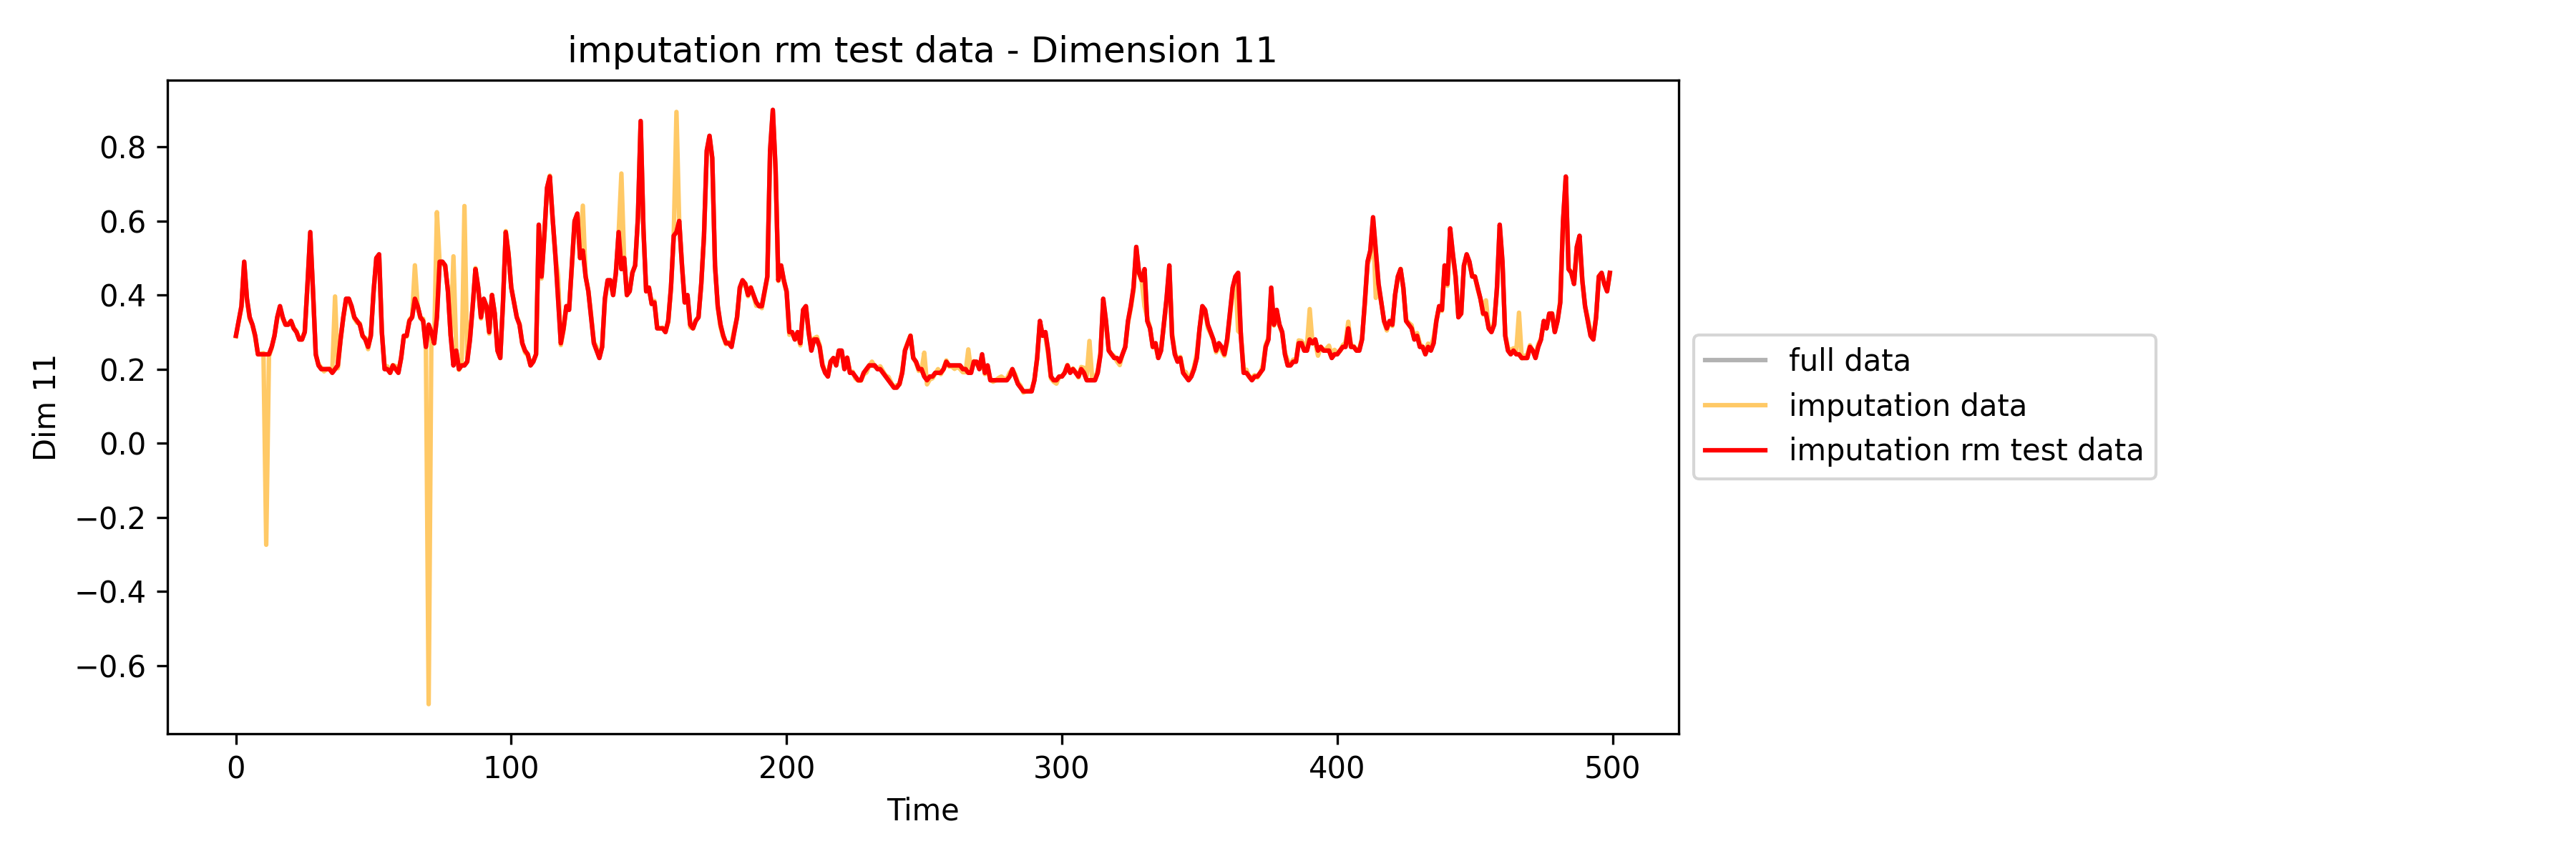 imputation rm test data - Dimension 11
0.8
0.6
0.4
0.2
0.0
−0.2
−0.4
−0.6
Dim 11
0
100
200
300
400
500
Time
full data
imputation data
imputation rm test data